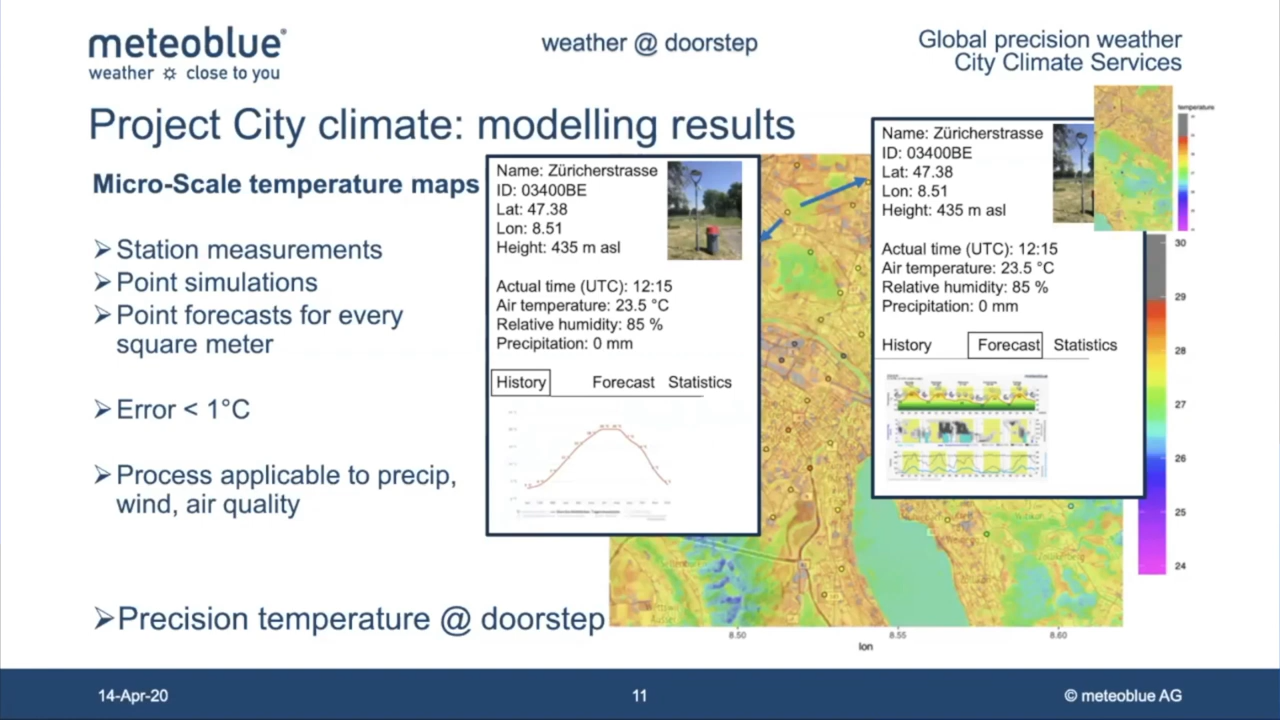 meteoblue®
weather ☼ close to you
weather @ doorstep
Global precision weather
City Climate Services
Project City climate: modelling results
Micro-Scale temperature maps
➢ Station measurements
➢ Point simulations
➢ Point forecasts for every
square meter
➢ Error < 1°C
➢ Process applicable to precip,
wind, air quality
➢ Precision temperature @ doorstep
Name: Züricherstrasse
ID: 03400BE
Lat: 47.38
Lon: 8.51
Height: 435 m asl
Actual time (UTC): 12:15
Air temperature: 23.5 °C
Relative humidity: 85 %
Precipitation: 0 mm
History Forecast Statistics
Name: Züricherstrasse
ID: 03400BE
Lat: 47.38
Lon: 8.51
Height: 435 m asl
Actual time (UTC): 12:15
Air temperature: 23.5 °C
Relative humidity: 85 %
Precipitation: 0 mm
History Forecast Statistics
temperature
30
29
28
27
26
25
24
8.50 8.55 8.60
lon
14-Apr-20
11
© meteoblue AG